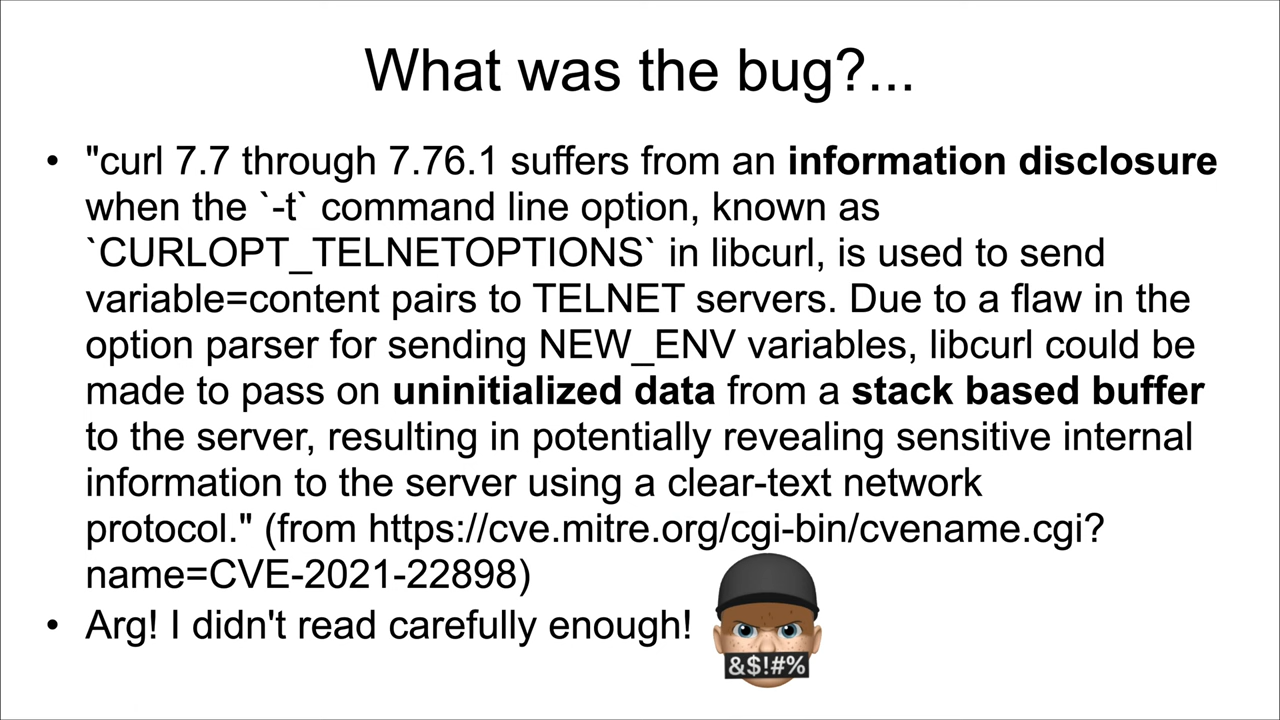 What was the bug?...
• "curl 7.7 through 7.76.1 suffers from an information disclosure
when the `-t` command line option, known as
`CURLOPT_TELNETOPTIONS` in libcurl, is used to send
variable=content pairs to TELNET servers. Due to a flaw in the
option parser for sending NEW_ENV variables, libcurl could be
made to pass on uninitialized data from a stack based buffer
to the server, resulting in potentially revealing sensitive internal
information to the server using a clear-text network
protocol." (from https://cve.mitre.org/cgi-bin/cvename.cgi?
name=CVE-2021-22898)
• Arg! I didn't read carefully enough!
&$!#%